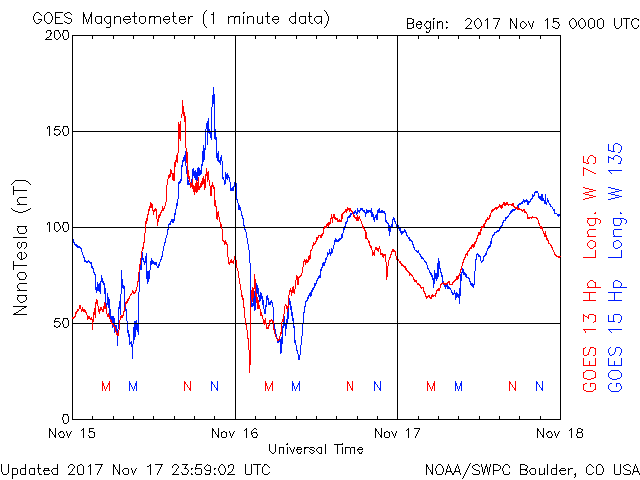 GOES Magnetometer (1 minute data)
Begin: 2017 Nov 15 0000 UTC
200
150
100
50
0
NanoTesla (nT)
M M N N M M N N M M N N
Nov 15 Nov 16 Nov 17 Nov 18
Universal Time
GOES 13 Hp Long. W 75
GOES 15 Hp Long. W 135
Updated 2017 Nov 17 23:59:02 UTC
NOAA/SWPC Boulder, CO USA